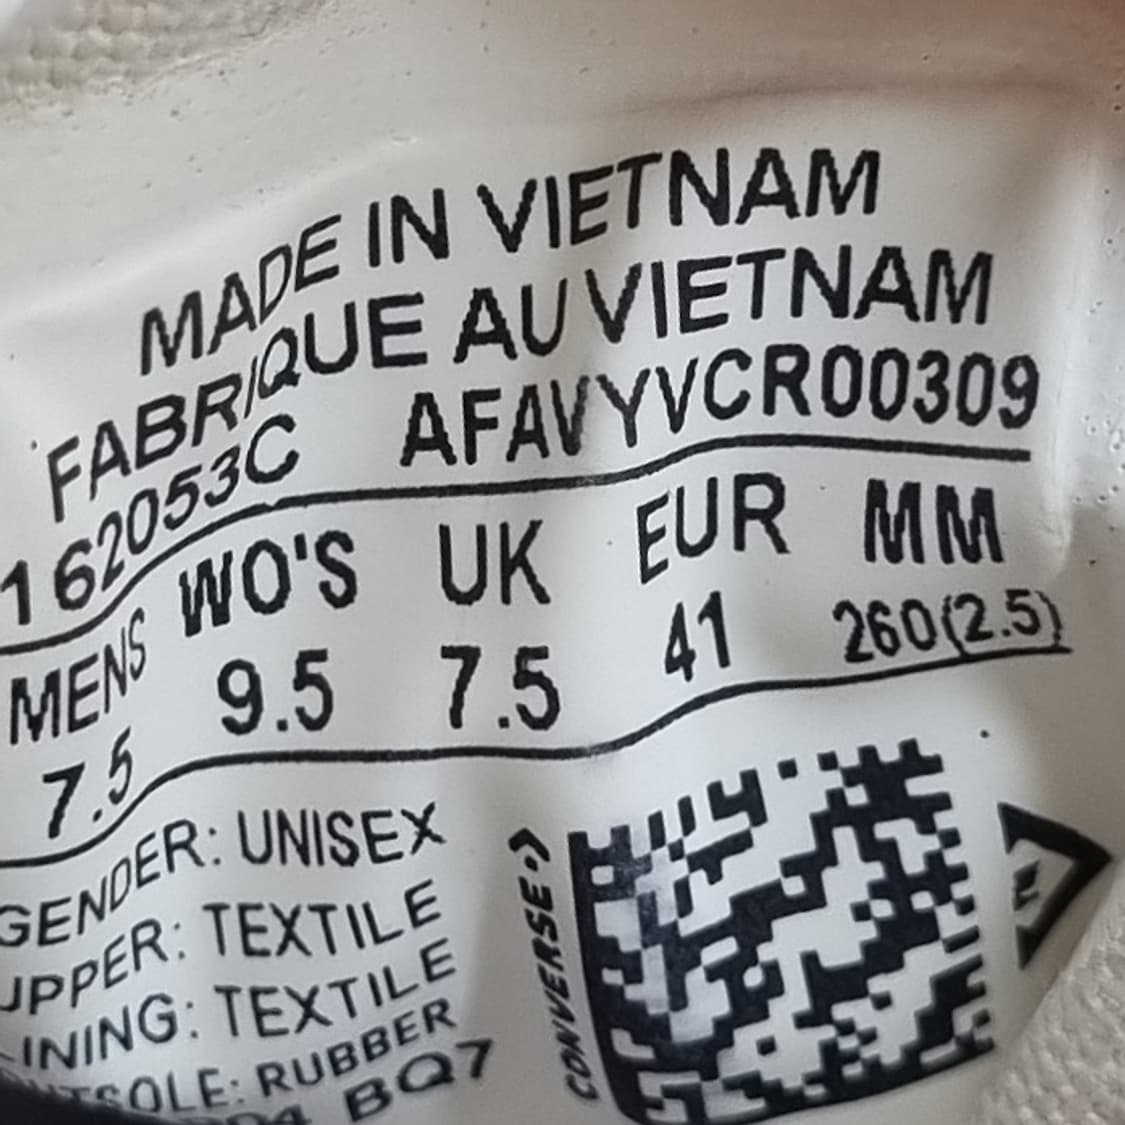 MADE IN VIETNAM
FABRIQUE AU VIETNAM
162053C AFAVYVCR00309
MENS WO'S UK EUR MM
7.5 9.5 7.5 41 260(2.5)
GENDER: UNISEX
UPPER: TEXTILE
LINING: TEXTILE
OUTSOLE: RUBBER
BQ7
CONVERSE